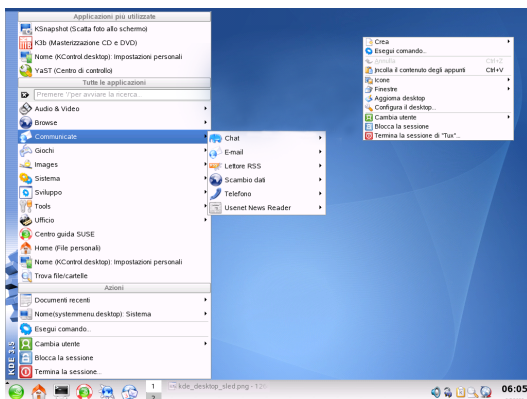 Applicazioni più utilizzate
KSnapshot (Scatta foto allo schermo)
K3b (Masterizzazione CD e DVD)
Nome (KControl desktop): Impostazioni personali
YaST (Centro di controllo)
Tutte le applicazioni
Premere '/'per avviare la ricerca...
Audio & Video
Browse
Communicate
Giochi
Images
Sistema
Sviluppo
Tools
Ufficio
Centro guida SUSE
Home (File personali)
Nome (KControl desktop): Impostazioni personali
Trova file/cartelle
Azioni
Documenti recenti
Nome(systemmenu desktop): Sistema
Esegui comando...
Cambia utente
Blocca la sessione
Termina la sessione...
KDE 3.5
Chat
E-mail
Lettore RSS
Scambio dati
Telefono
Usenet News Reader
Crea
Esegui comando...
Annulla Ctrl+Z
Incolla il contenuto degli appunti Ctrl+V
Icone
Finestre
Aggiorna desktop
Configura il desktop...
Cambia utente
Blocca la sessione
Termina la sessione di "Tux"...
1
2
kde_desktop_sled.png - 12
06:05